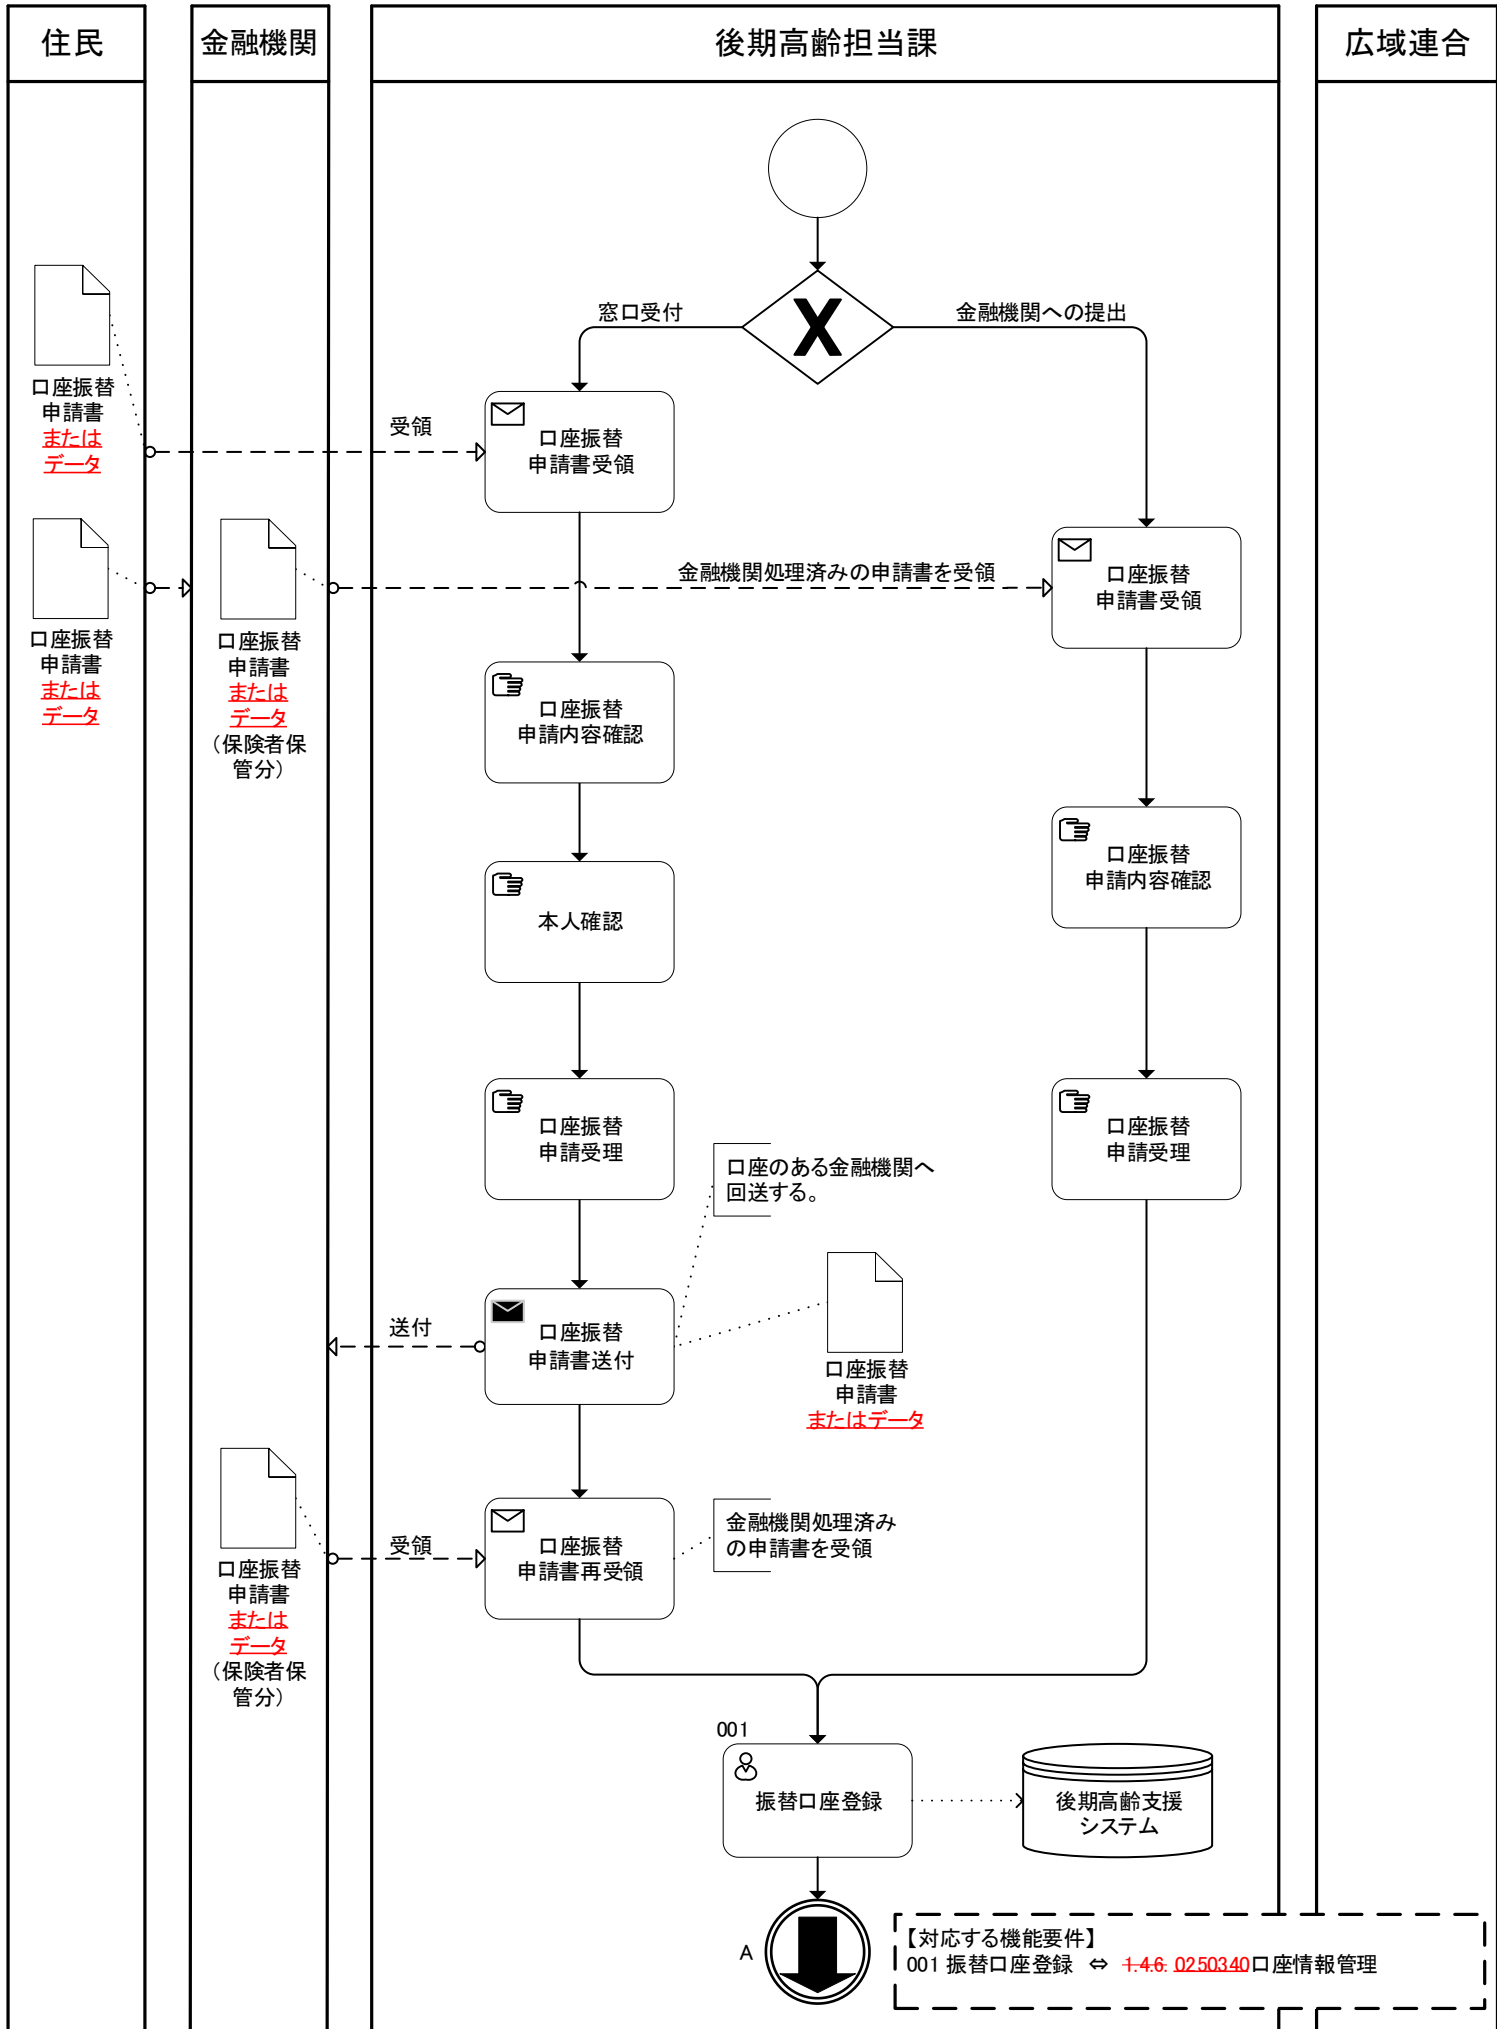 住民
金融機関
後期高齢担当課
広域連合
窓口受付
金融機関への提出
口座振替
申請書
または
データ
受領
口座振替
申請書受領
口座振替
申請書
または
データ
口座振替
申請書
または
データ
（保険者保
管分）
金融機関処理済みの申請書を受領
口座振替
申請書受領
口座振替
申請内容確認
口座振替
申請内容確認
本人確認
口座振替
申請受理
口座振替
申請受理
口座のある金融機関へ
回送する。
送付
口座振替
申請書送付
口座振替
申請書
またはデータ
口座振替
申請書
または
データ
（保険者保
管分）
受領
口座振替
申請書再受領
金融機関処理済み
の申請書を受領
001
振替口座登録
後期高齢支援
システム
A
【対応する機能要件】
001 振替口座登録 ⇔ 1.4.6. 0250340口座情報管理